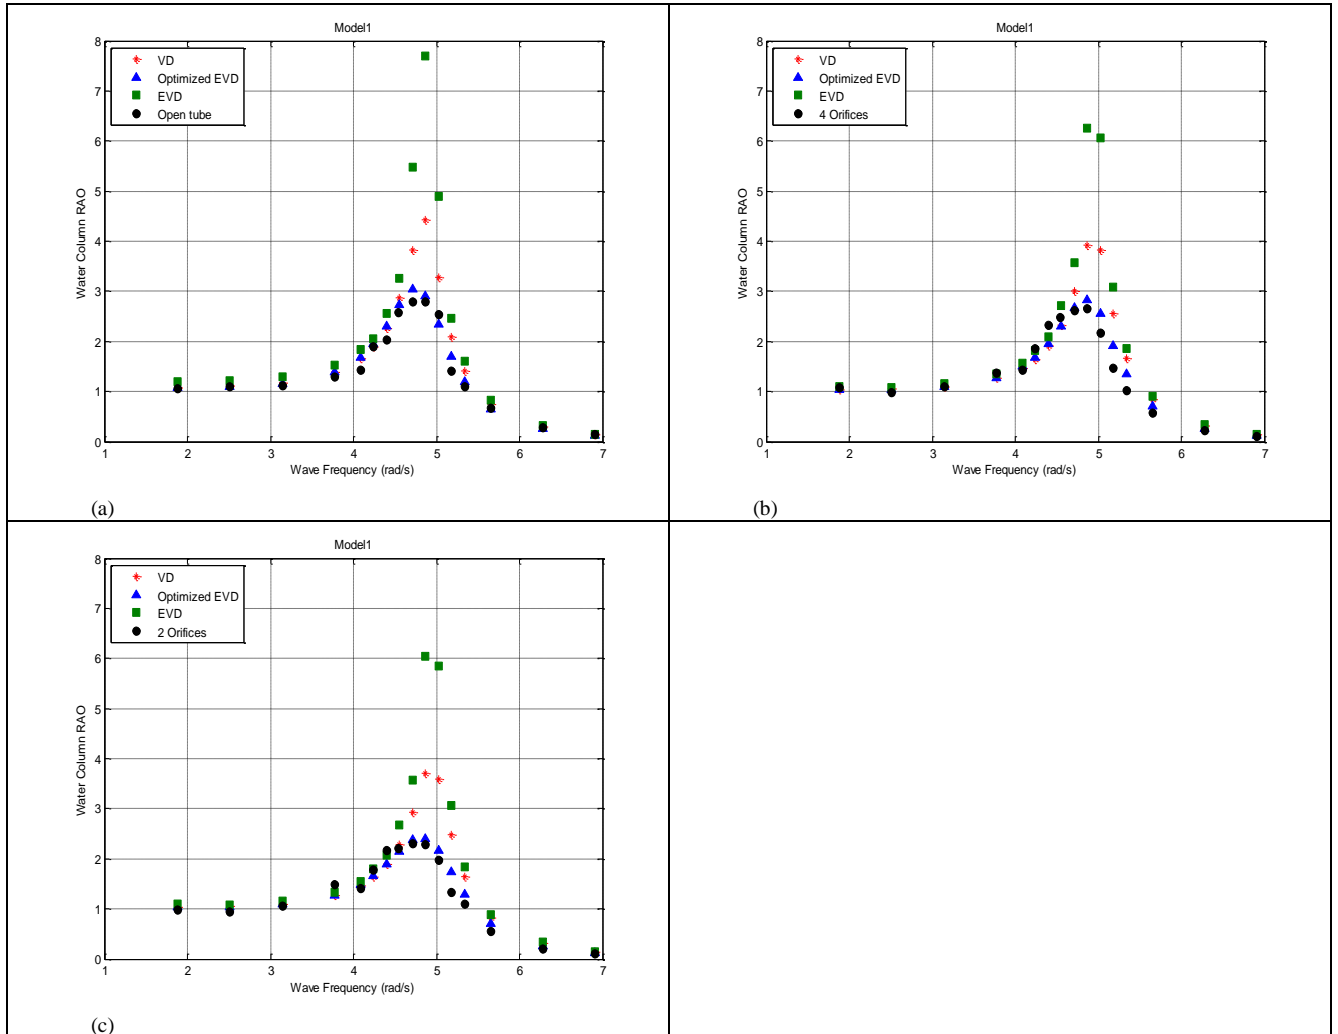 Model1
8
7
6
5
4
3
2
1
0
Water Column RAO
VD
Optimized EVD
EVD
Open tube
1 2 3 4 5 6 7
Wave Frequency (rad/s)
(a)
Model1
8
7
6
5
4
3
2
1
0
Water Column RAO
VD
Optimized EVD
EVD
4 Orifices
1 2 3 4 5 6 7
Wave Frequency (rad/s)
(b)
Model1
8
7
6
5
4
3
2
1
0
Water Column RAO
VD
Optimized EVD
EVD
2 Orifices
1 2 3 4 5 6 7
Wave Frequency (rad/s)
(c)